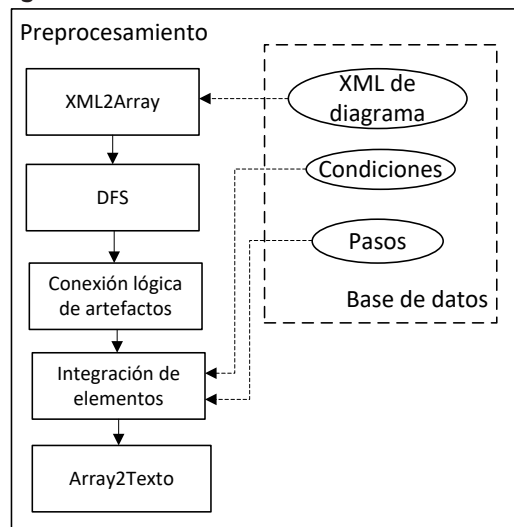 Preprocesamiento
XML2Array
DFS
Conexión lógica
de artefactos
Integración de
elementos
Array2Texto
XML de
diagrama
Condiciones
Pasos
Base de datos